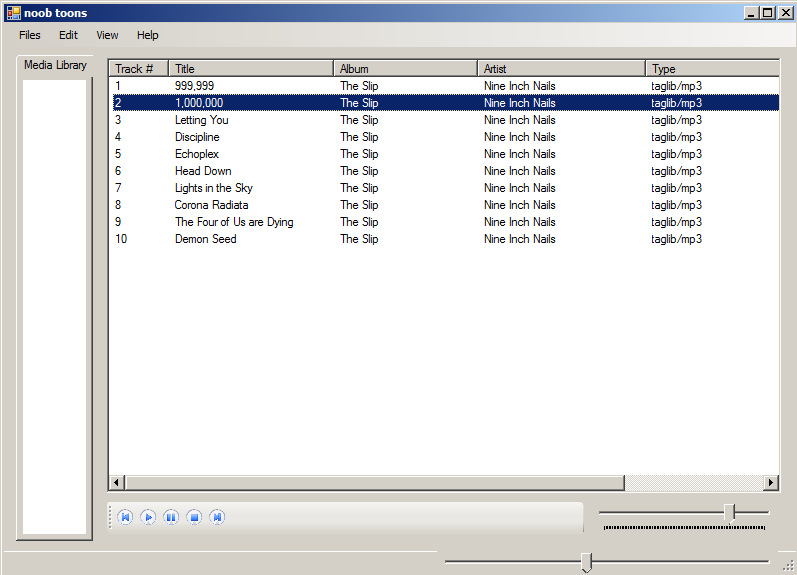 noob toons
Files Edit View Help
Media Library
Track # Title Album Artist Type
1 999,999 The Slip Nine Inch Nails taglib/mp3
2 1,000,000 The Slip Nine Inch Nails taglib/mp3
3 Letting You The Slip Nine Inch Nails taglib/mp3
4 Discipline The Slip Nine Inch Nails taglib/mp3
5 Echoplex The Slip Nine Inch Nails taglib/mp3
6 Head Down The Slip Nine Inch Nails taglib/mp3
7 Lights in the Sky The Slip Nine Inch Nails taglib/mp3
8 Corona Radiata The Slip Nine Inch Nails taglib/mp3
9 The Four of Us are Dying The Slip Nine Inch Nails taglib/mp3
10 Demon Seed The Slip Nine Inch Nails taglib/mp3